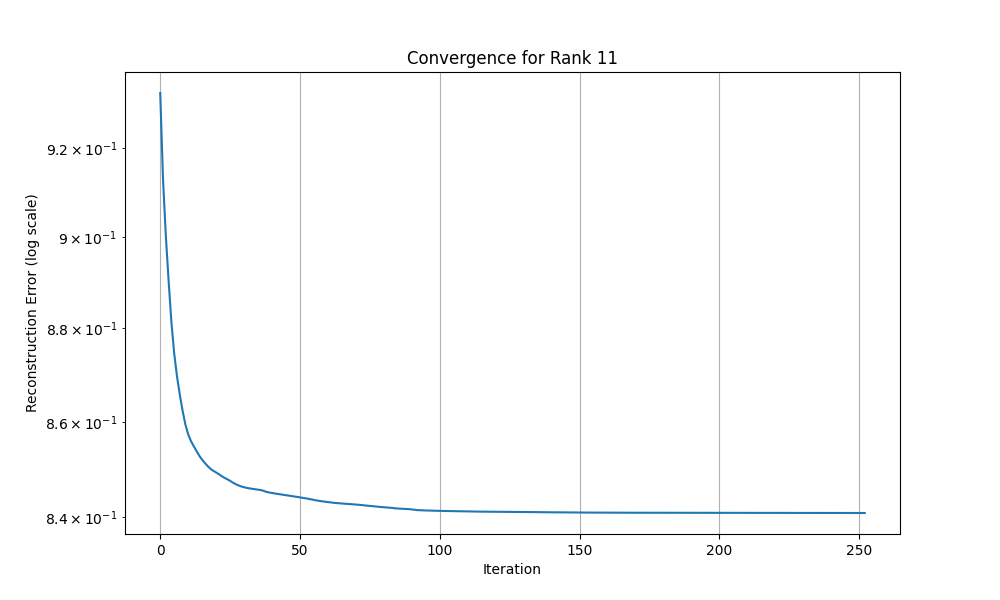 Convergence for Rank 11
Reconstruction Error (log scale)
9.2 × 10⁻¹
9 × 10⁻¹
8.8 × 10⁻¹
8.6 × 10⁻¹
8.4 × 10⁻¹
0 50 100 150 200 250
Iteration